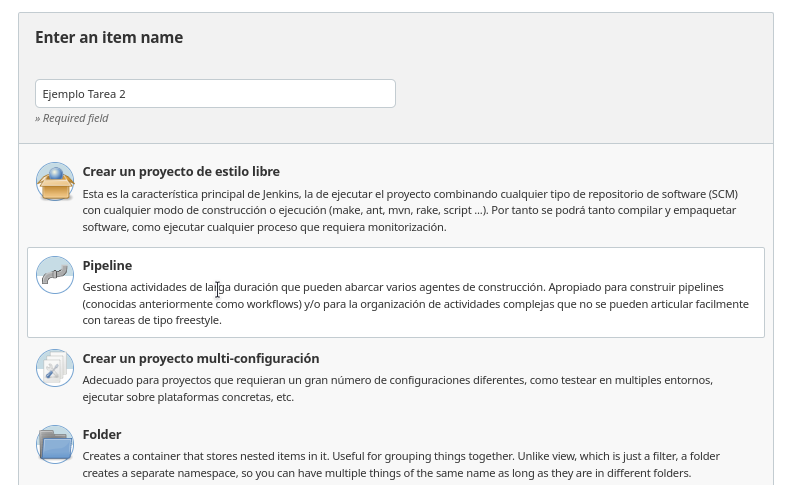 Enter an item name
Ejemplo Tarea 2
» Required field
Crear un proyecto de estilo libre
Esta es la característica principal de Jenkins, la de ejecutar el proyecto combinando cualquier tipo de repositorio de software (SCM)
con cualquier modo de construcción o ejecución (make, ant, mvn, rake, script ...). Por tanto se podrá tanto compilar y empaquetar
software, como ejecutar cualquier proceso que requiera monitorización.
Pipeline
Gestiona actividades de larga duración que pueden abarcar varios agentes de construcción. Apropiado para construir pipelines
(conocidas anteriormente como workflows) y/o para la organización de actividades complejas que no se pueden articular facilmente
con tareas de tipo freestyle.
Crear un proyecto multi-configuración
Adecuado para proyectos que requieran un gran número de configuraciones diferentes, como testear en multiples entornos,
ejecutar sobre plataformas concretas, etc.
Folder
Creates a container that stores nested items in it. Useful for grouping things together. Unlike view, which is just a filter, a folder
creates a separate namespace, so you can have multiple things of the same name as long as they are in different folders.